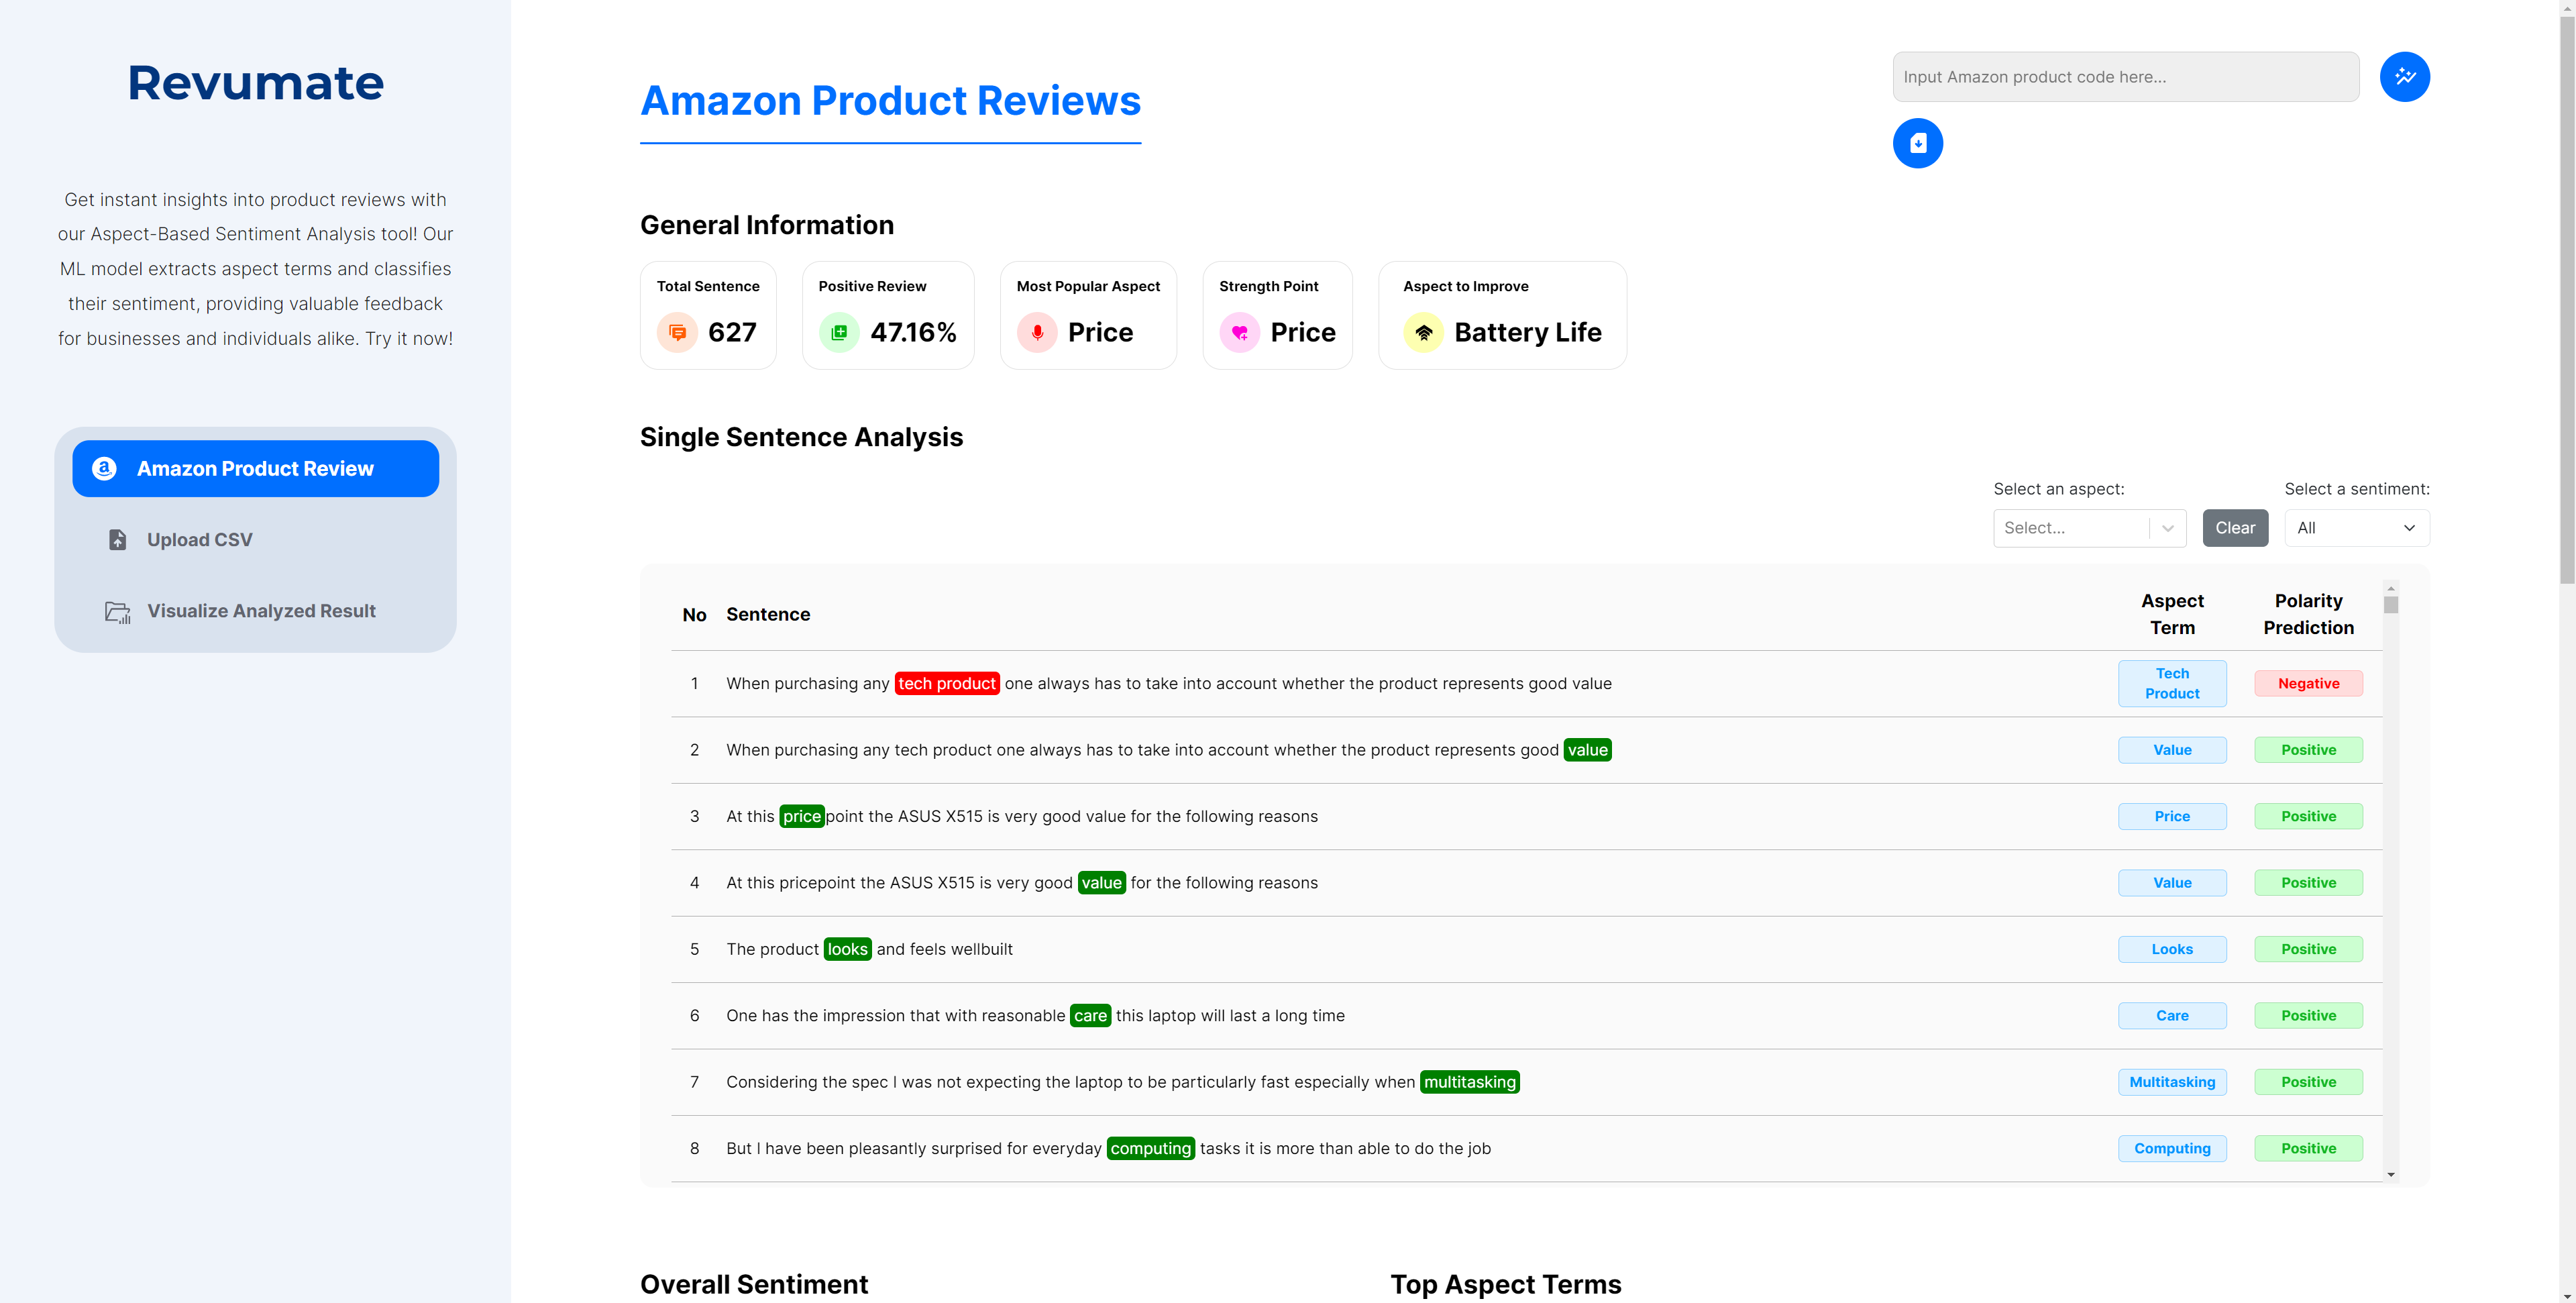 Revumate
Get instant insights into product reviews with
our Aspect-Based Sentiment Analysis tool! Our
ML model extracts aspect terms and classifies
their sentiment, providing valuable feedback
for businesses and individuals alike. Try it now!
Amazon Product Review
Upload CSV
Visualize Analyzed Result
Amazon Product Reviews
Input Amazon product code here...
General Information
Total Sentence
627
Positive Review
47.16%
Most Popular Aspect
Price
Strength Point
Price
Aspect to Improve
Battery Life
Single Sentence Analysis
Select an aspect:
Select...
Clear
Select a sentiment:
All
No Sentence Aspect Term Polarity Prediction
1 When purchasing any tech product one always has to take into account whether the product represents good value Tech Product Negative
2 When purchasing any tech product one always has to take into account whether the product represents good value Value Positive
3 At this pricepoint the ASUS X515 is very good value for the following reasons Price Positive
4 At this pricepoint the ASUS X515 is very good value for the following reasons Value Positive
5 The product looks and feels wellbuilt Looks Positive
6 One has the impression that with reasonable care this laptop will last a long time Care Positive
7 Considering the spec I was not expecting the laptop to be particularly fast especially when multitasking Multitasking Positive
8 But I have been pleasantly surprised for everyday computing tasks it is more than able to do the job Computing Positive
Overall Sentiment
Top Aspect Terms